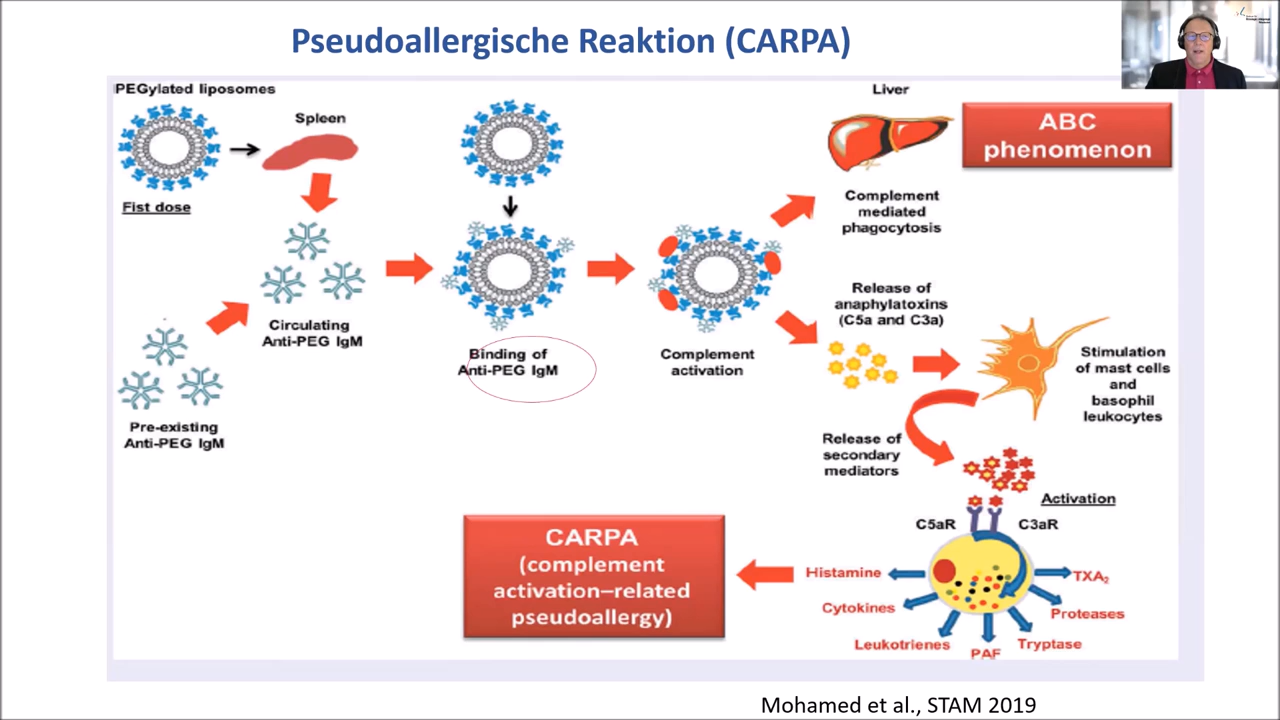 Pseudoallergische Reaktion (CARPA)
PEGylated liposomes
Fist dose
Spleen
Circulating
Anti-PEG IgM
Pre-existing
Anti-PEG IgM
Binding of
Anti-PEG IgM
Complement
activation
Liver
Complement
mediated
phagocytosis
ABC
phenomenon
Release of
anaphylatoxins
(C5a and C3a)
Stimulation
of mast cells
and
basophil
leukocytes
Release of
secondary
mediators
Activation
C5aR
C3aR
Histamine
Cytokines
Leukotrienes
PAF
Tryptase
Proteases
TXA₂
CARPA
(complement
activation–related
pseudoallergy)
Mohamed et al., STAM 2019